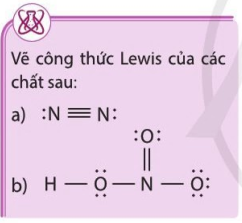 Vẽ công thức Lewis của các
chất sau:
a) :N ≡ N:
:O:
||
b) H — Ö̤ — N — Ö̤: